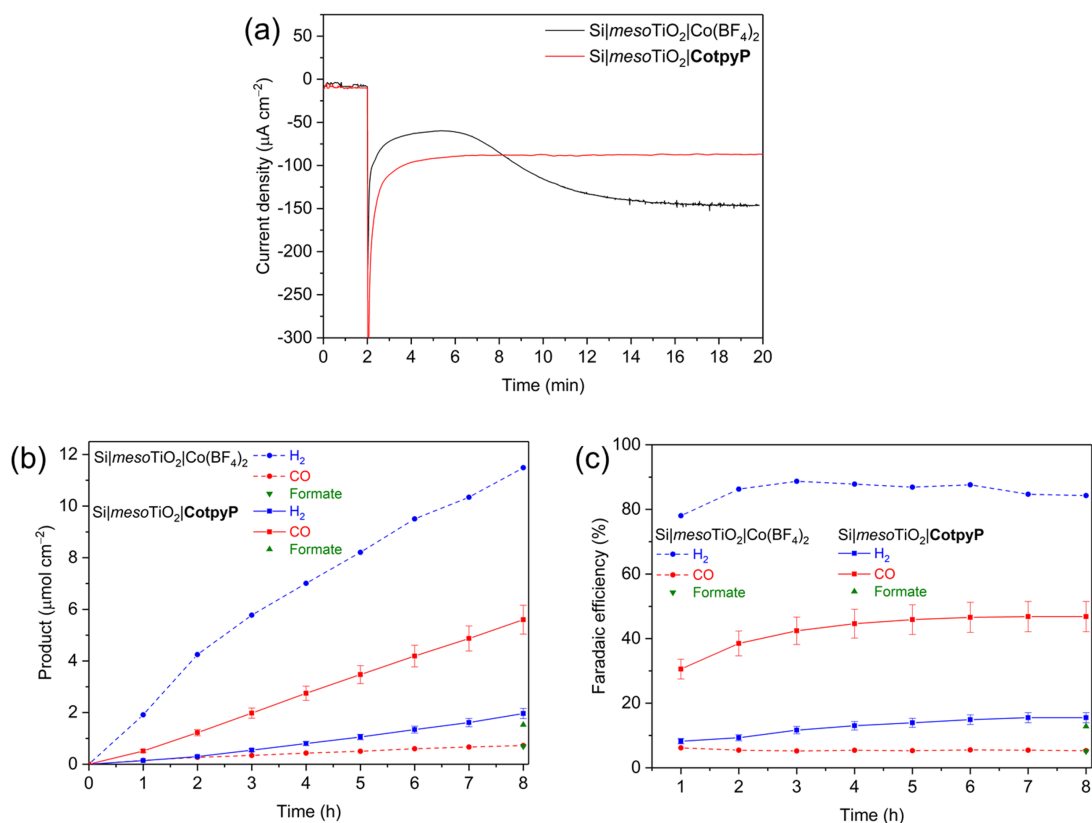 (a)
Si|mesoTiO₂|Co(BF₄)₂
Si|mesoTiO₂|CotpyP
50
0
-50
-100
-150
-200
-250
-300
Current density (µA cm⁻²)
0 2 4 6 8 10 12 14 16 18 20
Time (min)
(b)
Si|mesoTiO₂|Co(BF₄)₂
H₂
CO
Formate
Si|mesoTiO₂|CotpyP
H₂
CO
Formate
12
10
8
6
4
2
0
Product (µmol cm⁻²)
0 1 2 3 4 5 6 7 8
Time (h)
(c)
100
80
60
40
20
0
Faradaic efficiency (%)
Si|mesoTiO₂|Co(BF₄)₂ Si|mesoTiO₂|CotpyP
H₂ H₂
CO CO
Formate Formate
1 2 3 4 5 6 7 8
Time (h)